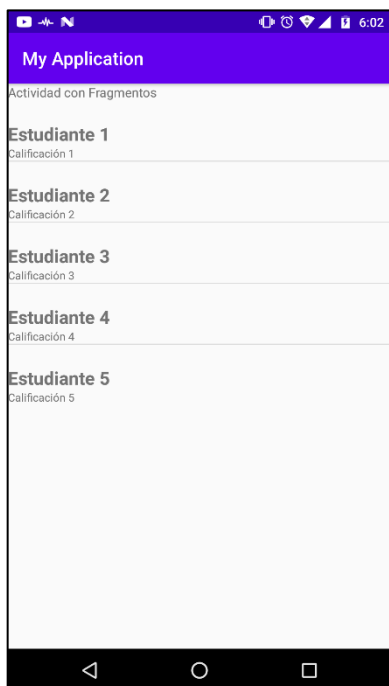 6:02
My Application
Actividad con Fragmentos
Estudiante 1
Calificación 1
Estudiante 2
Calificación 2
Estudiante 3
Calificación 3
Estudiante 4
Calificación 4
Estudiante 5
Calificación 5